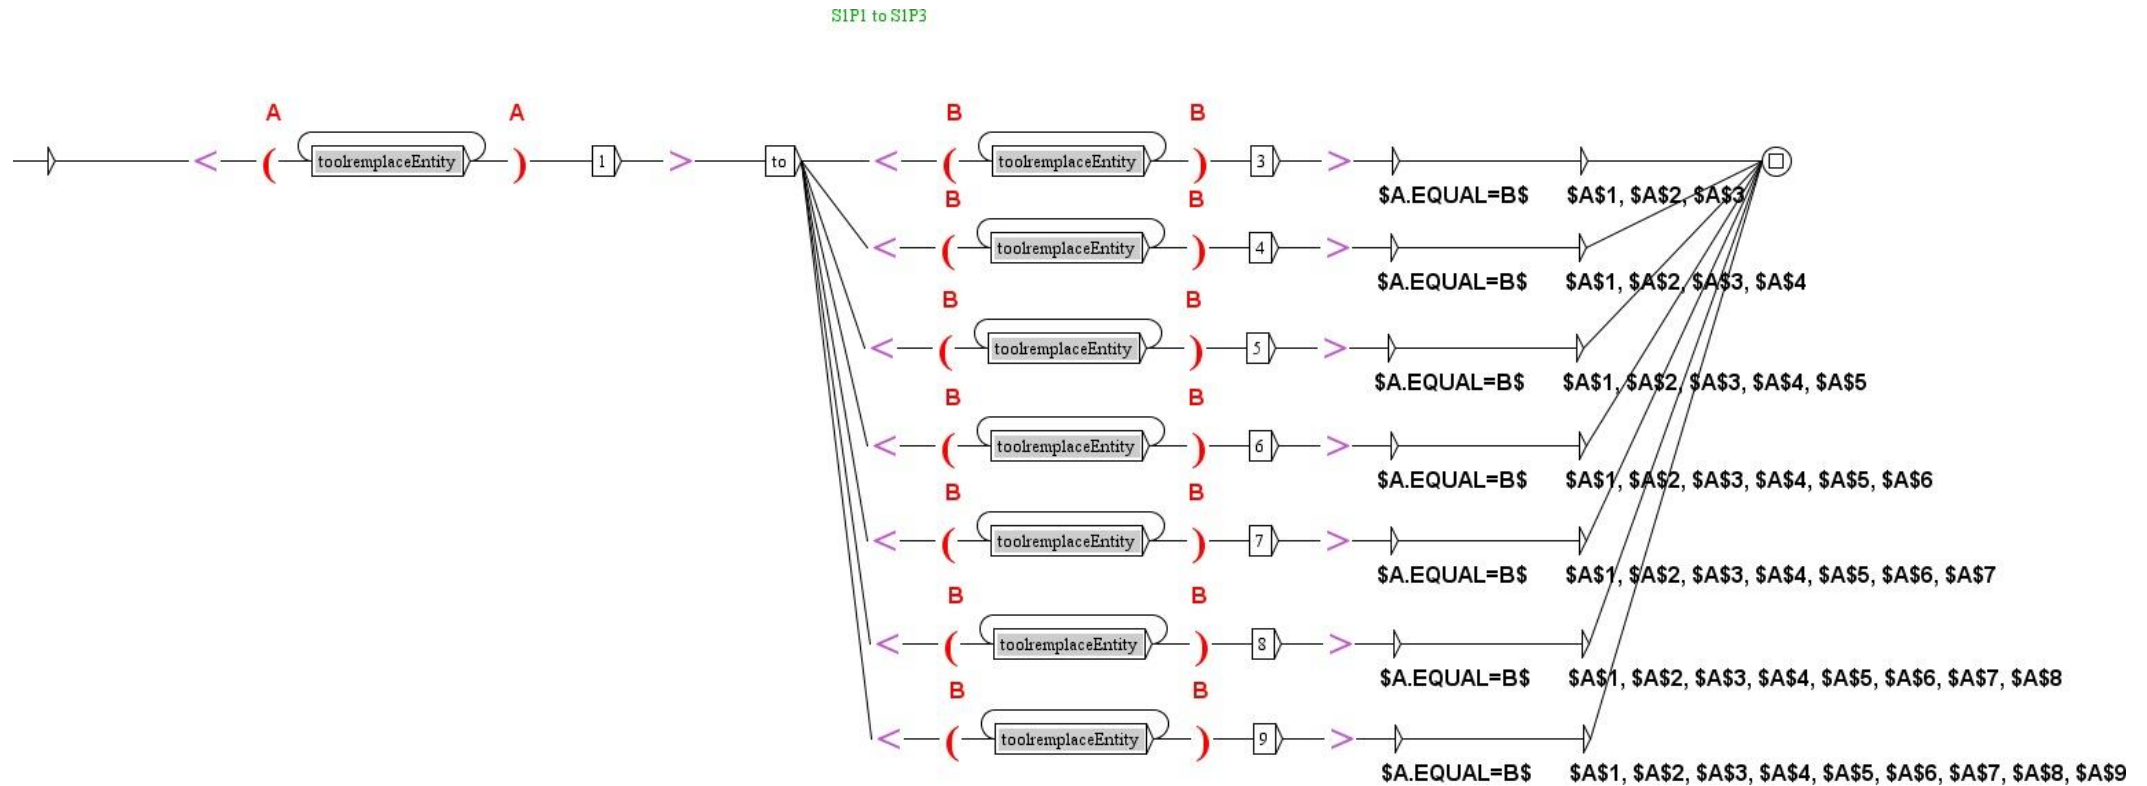 S1P1 to S1P3
A A B B
< ( toolremplaceEntity ) 1 > to < ( toolremplaceEntity ) 3 >
$A.EQUAL=B$ $A$1, $A$2, $A$3
B B
< ( toolremplaceEntity ) 4 >
$A.EQUAL=B$ $A$1, $A$2, $A$3, $A$4
B B
< ( toolremplaceEntity ) 5 >
$A.EQUAL=B$ $A$1, $A$2, $A$3, $A$4, $A$5
B B
< ( toolremplaceEntity ) 6 >
$A.EQUAL=B$ $A$1, $A$2, $A$3, $A$4, $A$5, $A$6
B B
< ( toolremplaceEntity ) 7 >
$A.EQUAL=B$ $A$1, $A$2, $A$3, $A$4, $A$5, $A$6, $A$7
B B
< ( toolremplaceEntity ) 8 >
$A.EQUAL=B$ $A$1, $A$2, $A$3, $A$4, $A$5, $A$6, $A$7, $A$8
B B
< ( toolremplaceEntity ) 9 >
$A.EQUAL=B$ $A$1, $A$2, $A$3, $A$4, $A$5, $A$6, $A$7, $A$8, $A$9